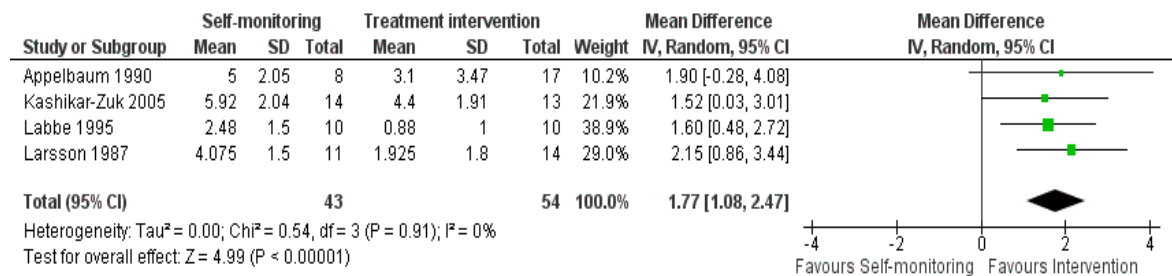 Self-monitoring Treatment intervention Mean Difference Mean Difference
Study or Subgroup Mean SD Total Mean SD Total Weight IV, Random, 95% CI IV, Random, 95% CI
Appelbaum 1990 5 2.05 8 3.1 3.47 17 10.2% 1.90 [-0.28, 4.08]
Kashikar-Zuk 2005 5.92 2.04 14 4.4 1.91 13 21.9% 1.52 [0.03, 3.01]
Labbe 1995 2.48 1.5 10 0.88 1 10 38.9% 1.60 [0.48, 2.72]
Larsson 1987 4.075 1.5 11 1.925 1.8 14 29.0% 2.15 [0.86, 3.44]
Total (95% CI) 43 54 100.0% 1.77 [1.08, 2.47]
Heterogeneity: Tau² = 0.00; Chi² = 0.54, df = 3 (P = 0.91); I² = 0%
Test for overall effect: Z = 4.99 (P < 0.00001)
-4 -2 0 2 4
Favours Self-monitoring Favours Intervention